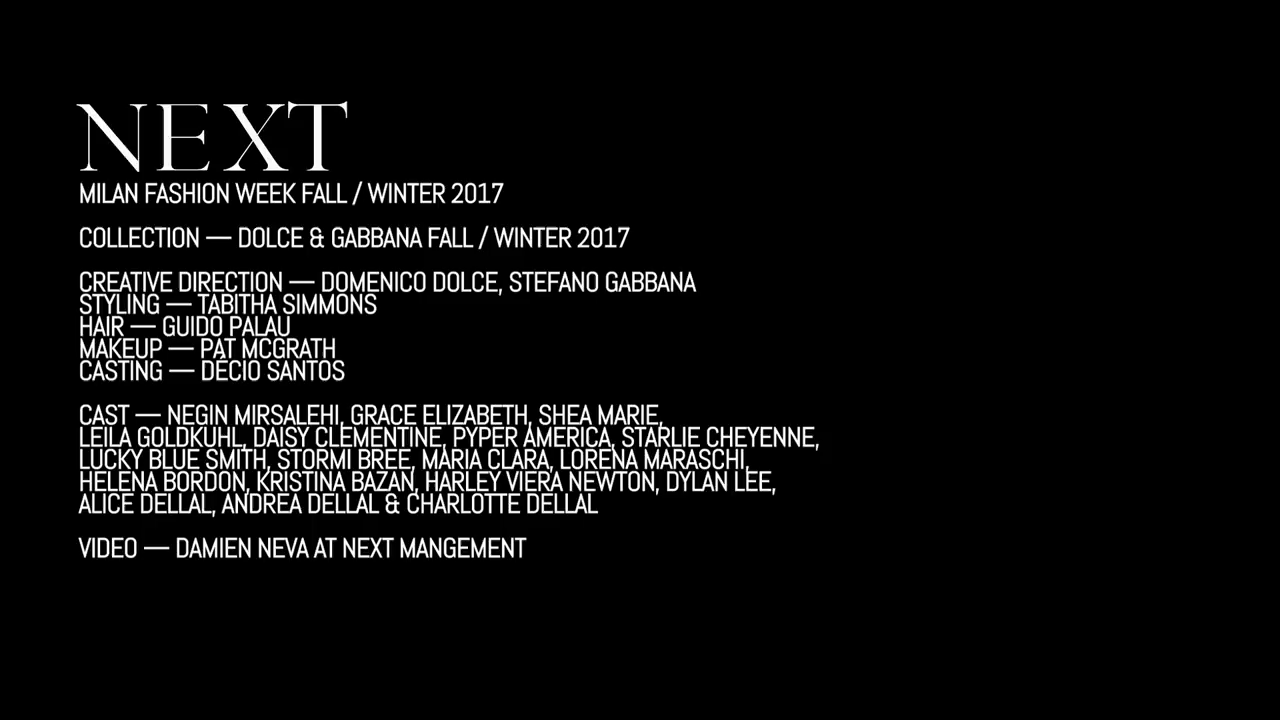 NEXT
MILAN FASHION WEEK FALL / WINTER 2017
COLLECTION — DOLCE & GABBANA FALL / WINTER 2017
CREATIVE DIRECTION — DOMENICO DOLCE, STEFANO GABBANA
STYLING — TABITHA SIMMONS
HAIR — GUIDO PALAU
MAKEUP — PAT MCGRATH
CASTING — DÉCIO SANTOS
CAST — NEGIN MIRSALEHI, GRACE ELIZABETH, SHEA MARIE,
LEILA GOLDKUHL, DAISY CLEMENTINE, PYPER AMERICA, STARLIE CHEYENNE,
LUCKY BLUE SMITH, STORMI BREE, MARIA CLARA, LORENA MARASCHI,
HELENA BORDON, KRISTINA BAZAN, HARLEY VIERA NEWTON, DYLAN LEE,
ALICE DELLAL, ANDREA DELLAL & CHARLOTTE DELLAL
VIDEO — DAMIEN NEVA AT NEXT MANGEMENT